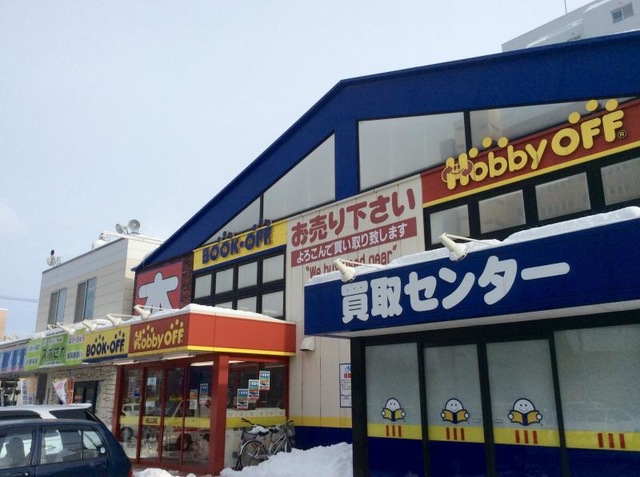 Hobby OFF®
BOOK-OFF
お売り下さい
よろこんで買い取り致します
"We buy used gear"
本
買取センター
BOOK-OFF
Hobby OFF